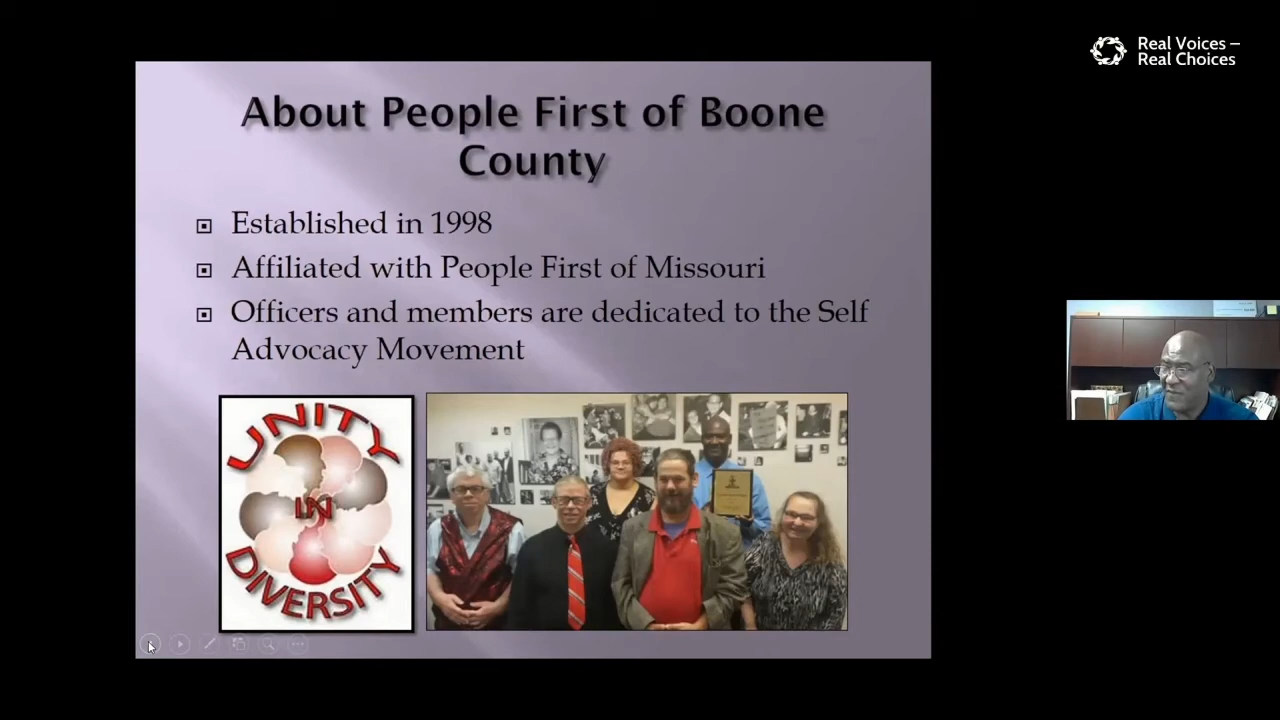 Real Voices –
Real Choices
About People First of Boone
County
Established in 1998
Affiliated with People First of Missouri
Officers and members are dedicated to the Self
Advocacy Movement
UNITY
IN
DIVERSITY